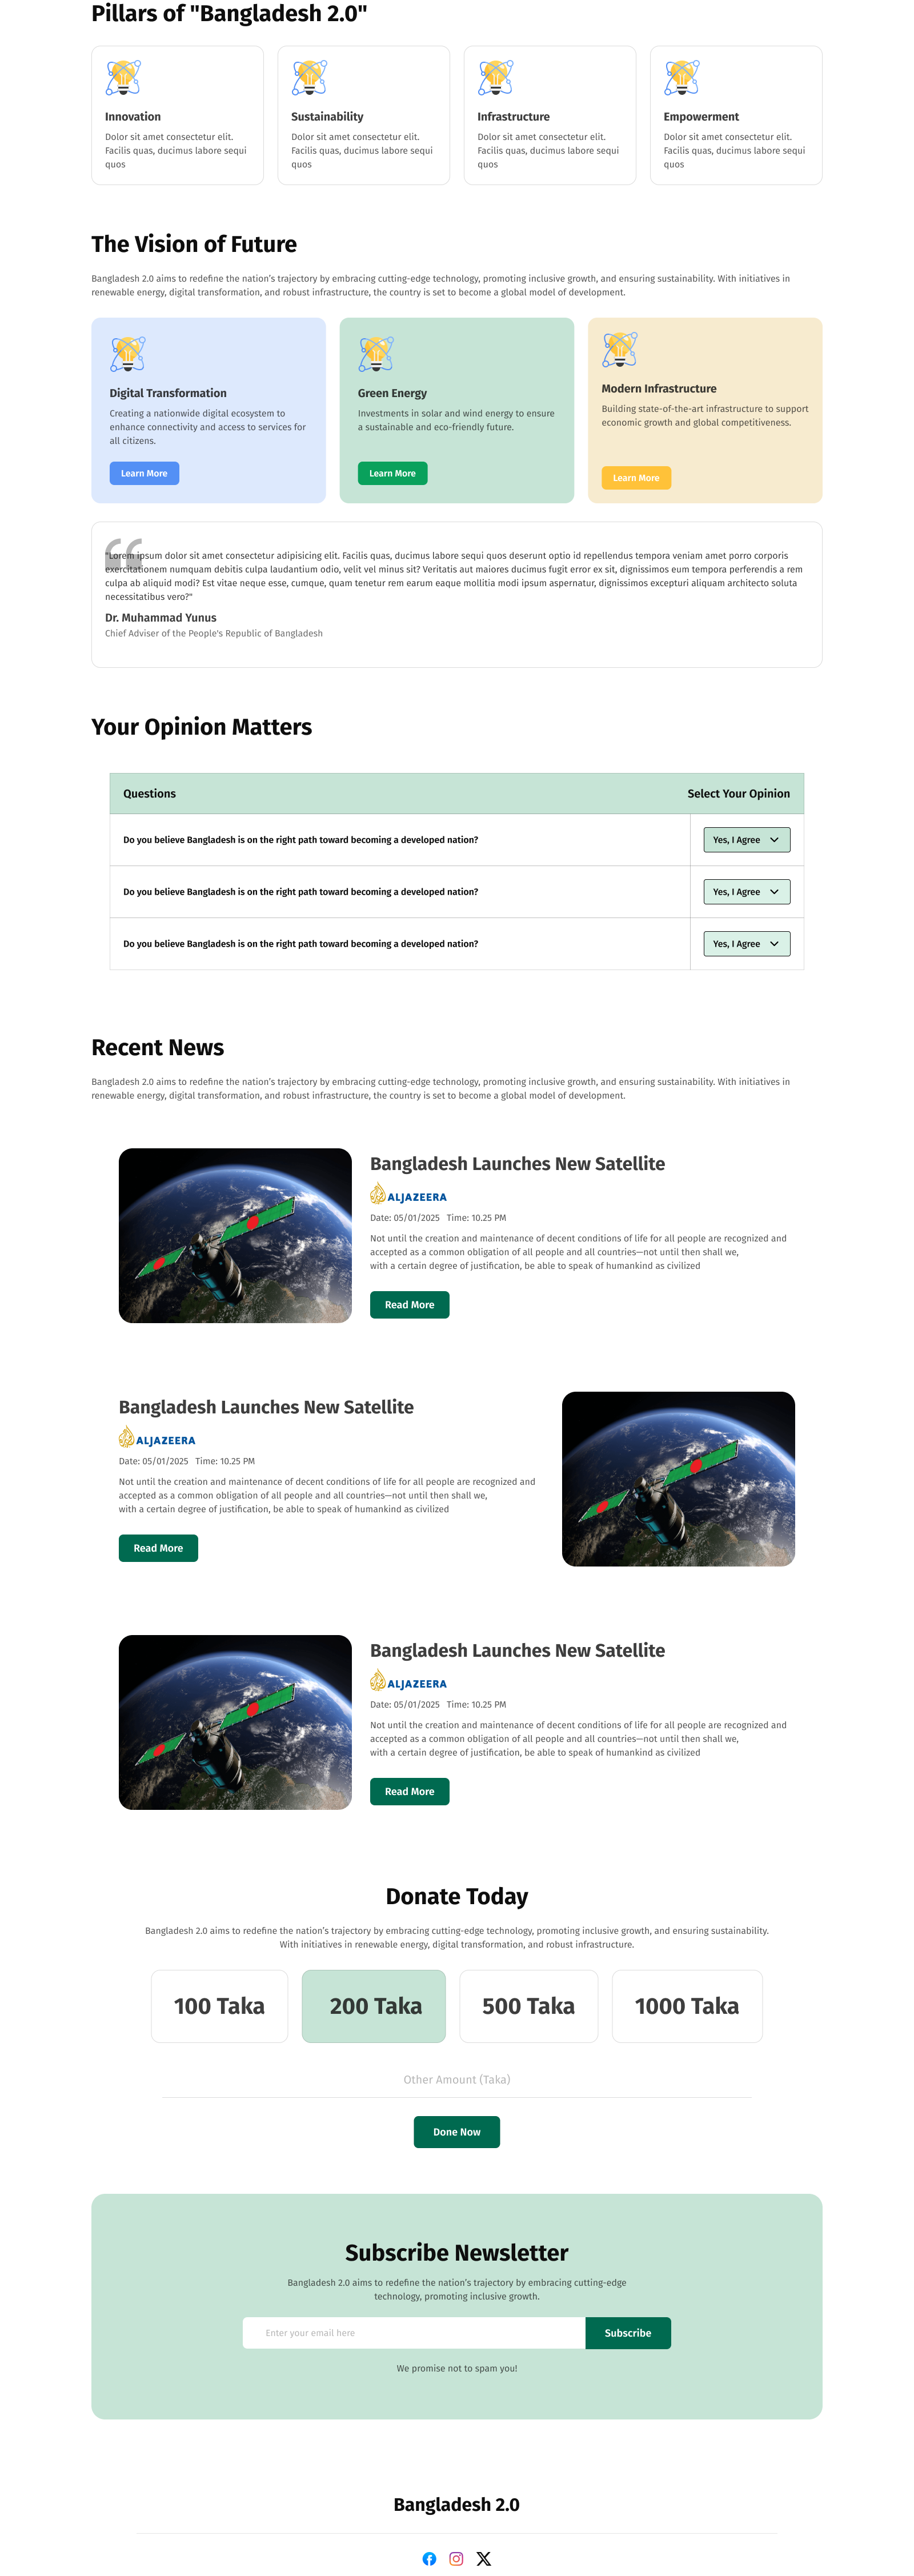 Pillars of "Bangladesh 2.0"
Innovation
Dolor sit amet consectetur elit.
Facilis quas, ducimus labore sequi
quos
Sustainability
Dolor sit amet consectetur elit.
Facilis quas, ducimus labore sequi
quos
Infrastructure
Dolor sit amet consectetur elit.
Facilis quas, ducimus labore sequi
quos
Empowerment
Dolor sit amet consectetur elit.
Facilis quas, ducimus labore sequi
quos
The Vision of Future
Bangladesh 2.0 aims to redefine the nation's trajectory by embracing cutting-edge technology, promoting inclusive growth, and ensuring sustainability. With initiatives in
renewable energy, digital transformation, and robust infrastructure, the country is set to become a global model of development.
Digital Transformation
Creating a nationwide digital ecosystem to
enhance connectivity and access to services for
all citizens.
Learn More
Green Energy
Investments in solar and wind energy to ensure
a sustainable and eco-friendly future.
Learn More
Modern Infrastructure
Building state-of-the-art infrastructure to support
economic growth and global competitiveness.
Learn More
"Lorem ipsum dolor sit amet consectetur adipisicing elit. Facilis quas, ducimus labore sequi quos deserunt optio id repellendus tempora veniam amet porro corporis
exercitationem numquam debitis culpa laudantium odio, velit vel minus sit? Veritatis aut maiores ducimus fugit error ex sit, dignissimos eum tempora perferendis a rem
culpa ab aliquid modi? Est vitae neque esse, cumque, quam tenetur rem earum eaque mollitia modi ipsum aspernatur, dignissimos excepturi aliquam architecto soluta
necessitatibus vero?"
Dr. Muhammad Yunus
Chief Adviser of the People's Republic of Bangladesh
Your Opinion Matters
Questions
Select Your Opinion
Do you believe Bangladesh is on the right path toward becoming a developed nation?
Yes, I Agree
Do you believe Bangladesh is on the right path toward becoming a developed nation?
Yes, I Agree
Do you believe Bangladesh is on the right path toward becoming a developed nation?
Yes, I Agree
Recent News
Bangladesh 2.0 aims to redefine the nation's trajectory by embracing cutting-edge technology, promoting inclusive growth, and ensuring sustainability. With initiatives in
renewable energy, digital transformation, and robust infrastructure, the country is set to become a global model of development.
Bangladesh Launches New Satellite
ALJAZEERA
Date: 05/01/2025 Time: 10.25 PM
Not until the creation and maintenance of decent conditions of life for all people are recognized and
accepted as a common obligation of all people and all countries—not until then shall we,
with a certain degree of justification, be able to speak of humankind as civilized
Read More
Bangladesh Launches New Satellite
ALJAZEERA
Date: 05/01/2025 Time: 10.25 PM
Not until the creation and maintenance of decent conditions of life for all people are recognized and
accepted as a common obligation of all people and all countries—not until then shall we,
with a certain degree of justification, be able to speak of humankind as civilized
Read More
Bangladesh Launches New Satellite
ALJAZEERA
Date: 05/01/2025 Time: 10.25 PM
Not until the creation and maintenance of decent conditions of life for all people are recognized and
accepted as a common obligation of all people and all countries—not until then shall we,
with a certain degree of justification, be able to speak of humankind as civilized
Read More
Donate Today
Bangladesh 2.0 aims to redefine the nation's trajectory by embracing cutting-edge technology, promoting inclusive growth, and ensuring sustainability.
With initiatives in renewable energy, digital transformation, and robust infrastructure.
100 Taka
200 Taka
500 Taka
1000 Taka
Other Amount (Taka)
Done Now
Subscribe Newsletter
Bangladesh 2.0 aims to redefine the nation's trajectory by embracing cutting-edge
technology, promoting inclusive growth.
Enter your email here
Subscribe
We promise not to spam you!
Bangladesh 2.0